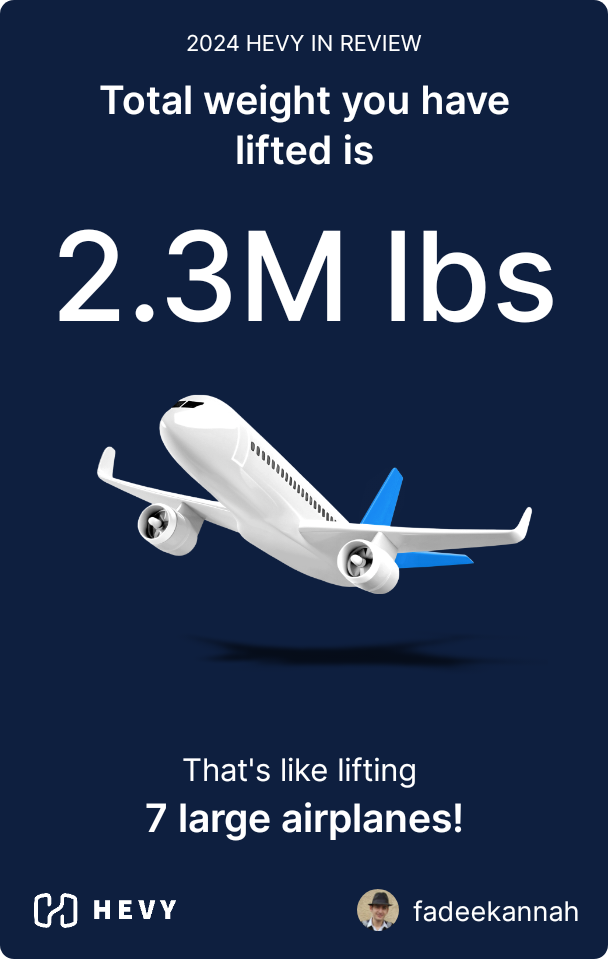 2024 HEVY IN REVIEW
Total weight you have
lifted is
2.3M lbs
That's like lifting
7 large airplanes!
HEVY
fadeekannah